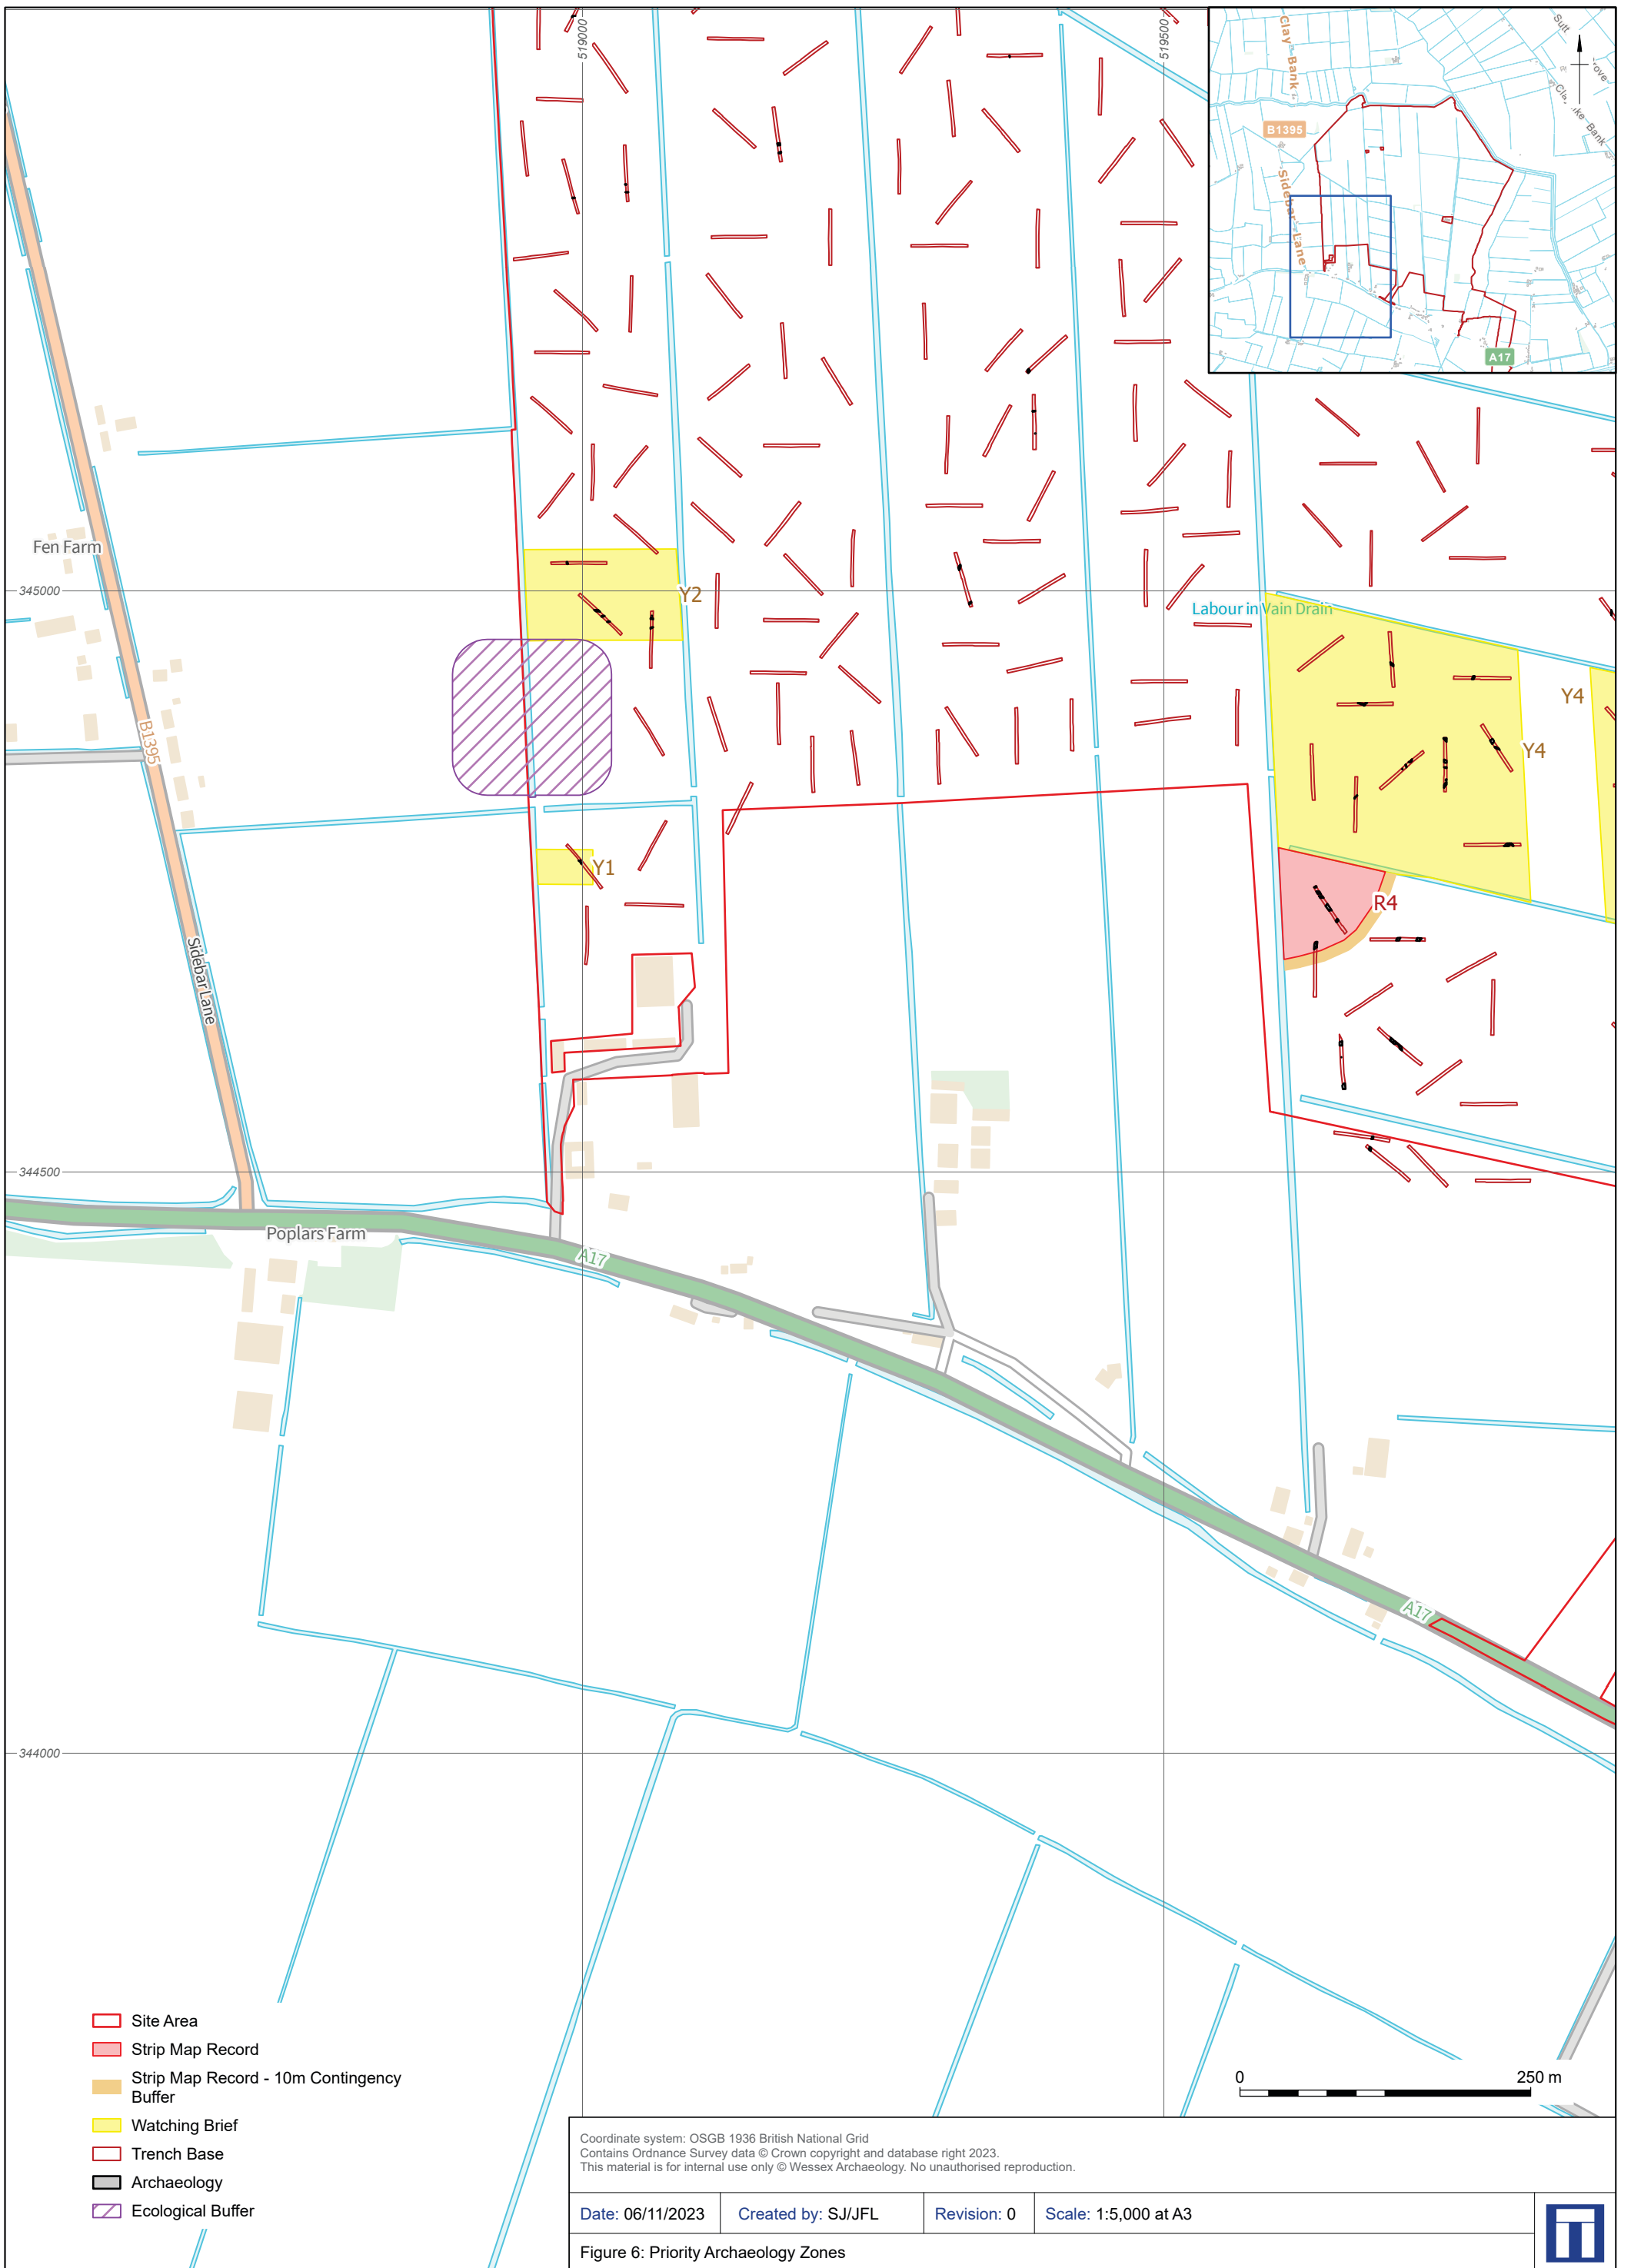 519000
519500
Clay Bank
Sutt
rove
Cla
ke Bank
B1395
Sidebar Lane
A17
Fen Farm
345000
Y2
Labour in Vain Drain
Y4
Y4
B1395
Y1
R4
Sidebar Lane
344500
Poplars Farm
A17
A17
344000
Site Area
Strip Map Record
Strip Map Record - 10m Contingency
Buffer
Watching Brief
Trench Base
Archaeology
Ecological Buffer
0 250 m
Coordinate system: OSGB 1936 British National Grid
Contains Ordnance Survey data © Crown copyright and database right 2023.
This material is for internal use only © Wessex Archaeology. No unauthorised reproduction.
Date: 06/11/2023 Created by: SJ/JFL Revision: 0 Scale: 1:5,000 at A3
Figure 6: Priority Archaeology Zones